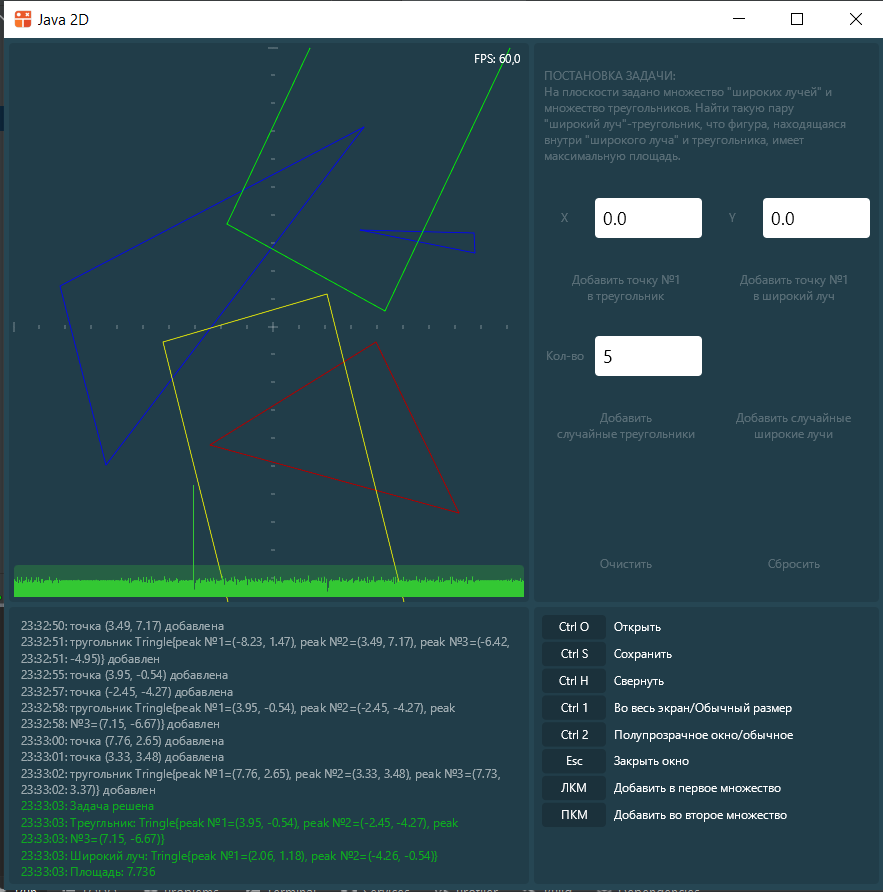 Java 2D
FPS: 60,0
ПОСТАНОВКА ЗАДАЧИ:
На плоскости задано множество "широких лучей" и
множество треугольников. Найти такую пару
"широкий луч"-треугольник, что фигура, находящаяся
внутри "широкого луча" и треугольника, имеет
максимальную площадь.
X
0.0
Y
0.0
Добавить точку №1
в треугольник
Добавить точку №1
в широкий луч
Кол-во
5
Добавить
случайные треугольники
Добавить случайные
широкие лучи
Очистить
Сбросить
23:32:50: точка (3.49, 7.17) добавлена
23:32:51: тругольник Tringle{peak №1=(-8.23, 1.47), peak №2=(3.49, 7.17), peak №3=(-6.42,
23:32:51: -4.95)} добавлен
23:32:55: точка (3.95, -0.54) добавлена
23:32:57: точка (-2.45, -4.27) добавлена
23:32:58: тругольник Tringle{peak №1=(3.95, -0.54), peak №2=(-2.45, -4.27), peak
23:32:58: №3=(7.15, -6.67)} добавлен
23:33:00: точка (7.76, 2.65) добавлена
23:33:01: точка (3.33, 3.48) добавлена
23:33:02: тругольник Tringle{peak №1=(7.76, 2.65), peak №2=(3.33, 3.48), peak №3=(7.73,
23:33:02: 3.37)} добавлен
23:33:03: Задача решена
23:33:03: Треугльник: Tringle{peak №1=(3.95, -0.54), peak №2=(-2.45, -4.27), peak
23:33:03: №3=(7.15, -6.67)}
23:33:03: Широкий луч: Tringle{peak №1=(2.06, 1.18), peak №2=(-4.26, -0.54)}
23:33:03: Площадь: 7.736
Ctrl O Открыть
Ctrl S Сохранить
Ctrl H Свернуть
Ctrl 1 Во весь экран/Обычный размер
Ctrl 2 Полупрозрачное окно/обычное
Esc Закрыть окно
ЛКМ Добавить в первое множество
ПКМ Добавить во второе множество